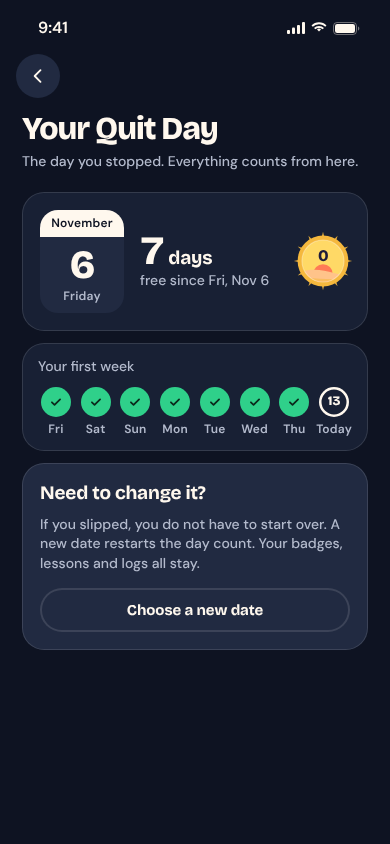 9:41
Your Quit Day
The day you stopped. Everything counts from here.
November
6
Friday
7 days
free since Fri, Nov 6
0
Your first week
13
Fri Sat Sun Mon Tue Wed Thu Today
Need to change it?
If you slipped, you do not have to start over. A
new date restarts the day count. Your badges,
lessons and logs all stay.
Choose a new date